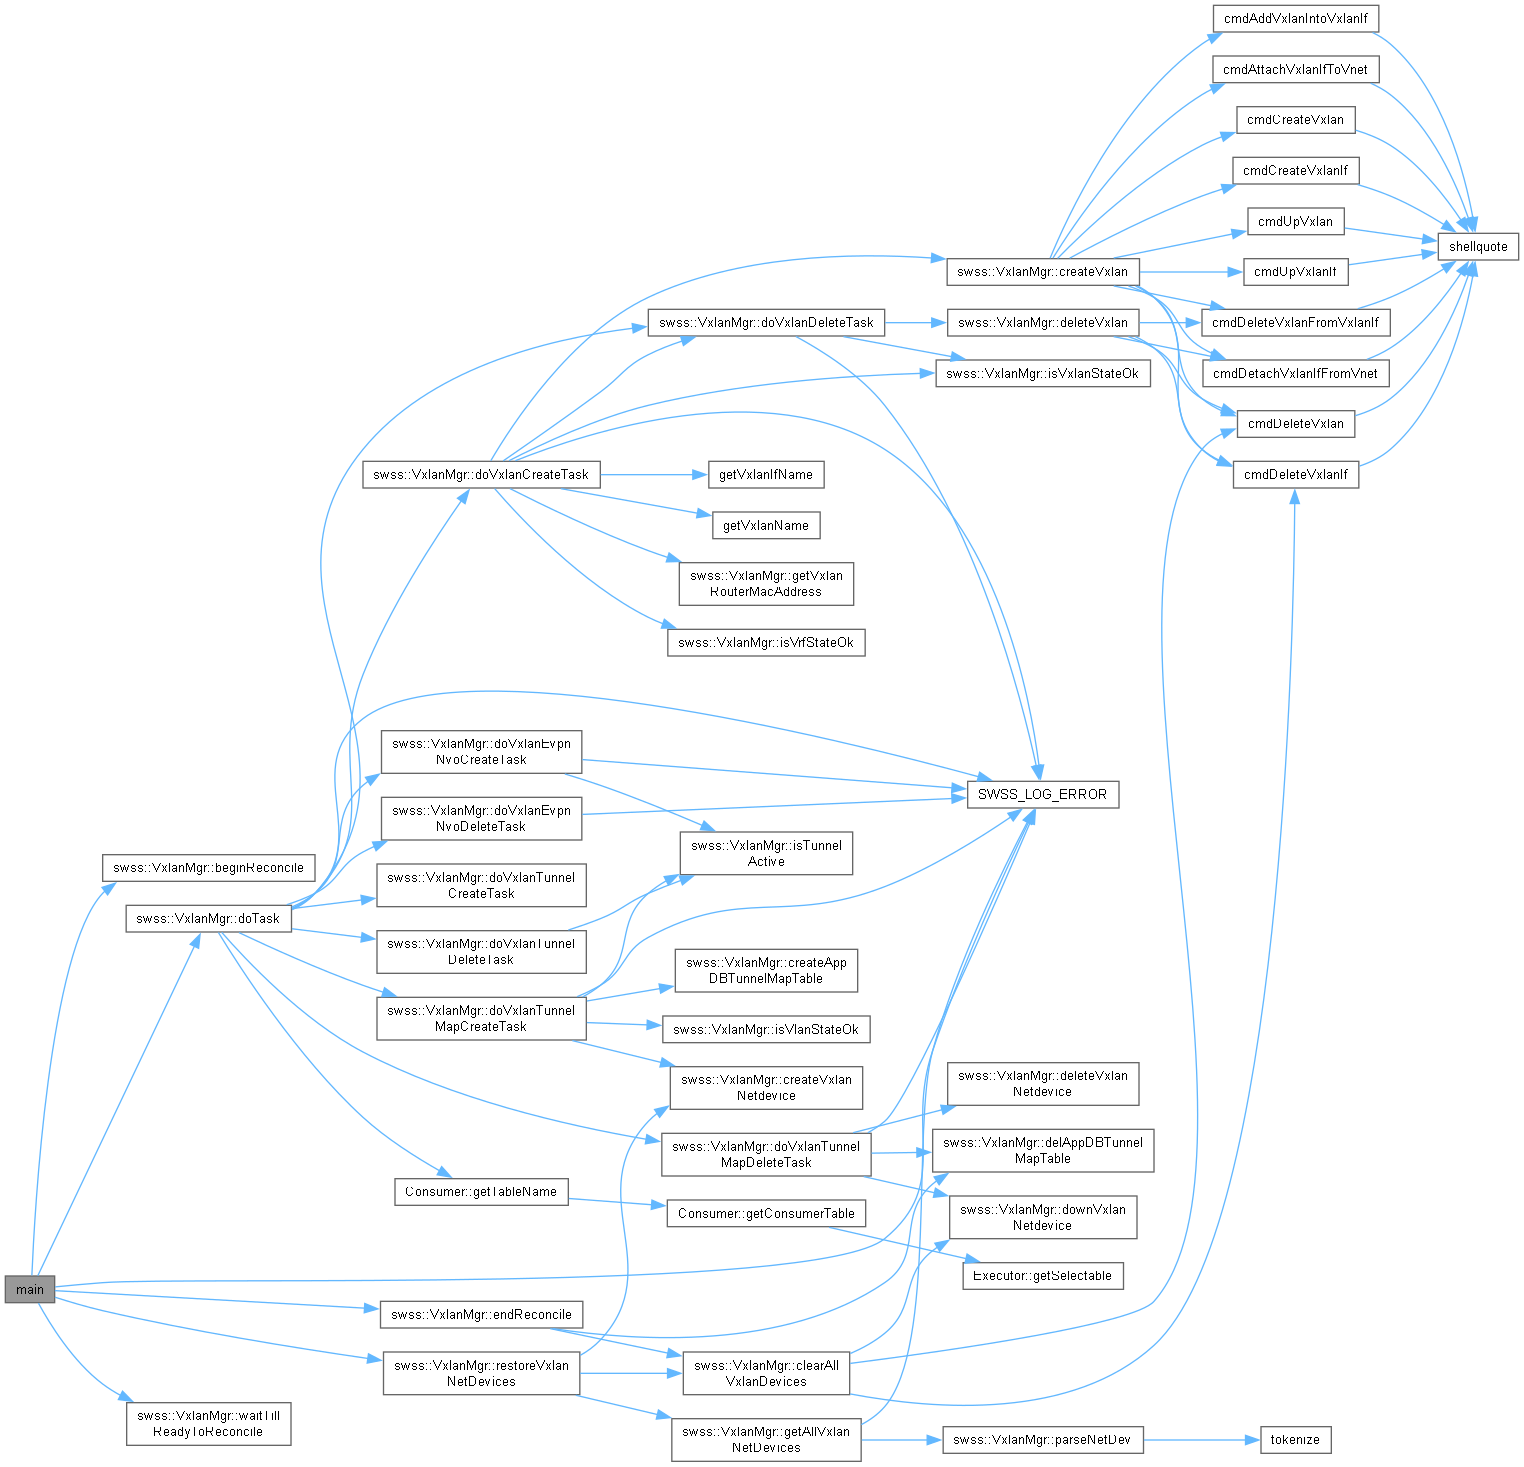 cmdAddVxlanIntoVxlanIf
cmdAttachVxlanIfToVnet
cmdCreateVxlan
cmdCreateVxlanIf
cmdUpVxlan
shellquote
swss::VxlanMgr::createVxlan
cmdUpVxlanIf
swss::VxlanMgr::doVxlanDeleteTask
swss::VxlanMgr::deleteVxlan
cmdDeleteVxlanFromVxlanIf
swss::VxlanMgr::isVxlanStateOk
cmdDetachVxlanIfFromVnet
cmdDeleteVxlan
swss::VxlanMgr::doVxlanCreateTask
getVxlanIfName
cmdDeleteVxlanIf
getVxlanName
swss::VxlanMgr::getVxlan
RouterMacAddress
swss::VxlanMgr::isVrfStateOk
swss::VxlanMgr::doVxlanEvpn
NvoCreateTask
SWSS_LOG_ERROR
swss::VxlanMgr::doVxlanEvpn
NvoDeleteTask
swss::VxlanMgr::isTunnel
Active
swss::VxlanMgr::beginReconcile
swss::VxlanMgr::doVxlanTunnel
CreateTask
swss::VxlanMgr::doTask
swss::VxlanMgr::doVxlanTunnel
DeleteTask
swss::VxlanMgr::createApp
DBTunnelMapTable
swss::VxlanMgr::doVxlanTunnel
MapCreateTask
swss::VxlanMgr::isVlanStateOk
swss::VxlanMgr::createVxlan
Netdevice
swss::VxlanMgr::deleteVxlan
Netdevice
swss::VxlanMgr::doVxlanTunnel
MapDeleteTask
swss::VxlanMgr::delAppDBTunnel
MapTable
Consumer::getTableName
Consumer::getConsumerTable
swss::VxlanMgr::downVxlan
Netdevice
Executor::getSelectable
main
swss::VxlanMgr::endReconcile
swss::VxlanMgr::restoreVxlan
NetDevices
swss::VxlanMgr::clearAll
VxlanDevices
swss::VxlanMgr::waitTill
ReadyToReconcile
swss::VxlanMgr::getAllVxlan
NetDevices
swss::VxlanMgr::parseNetDev
tokenize